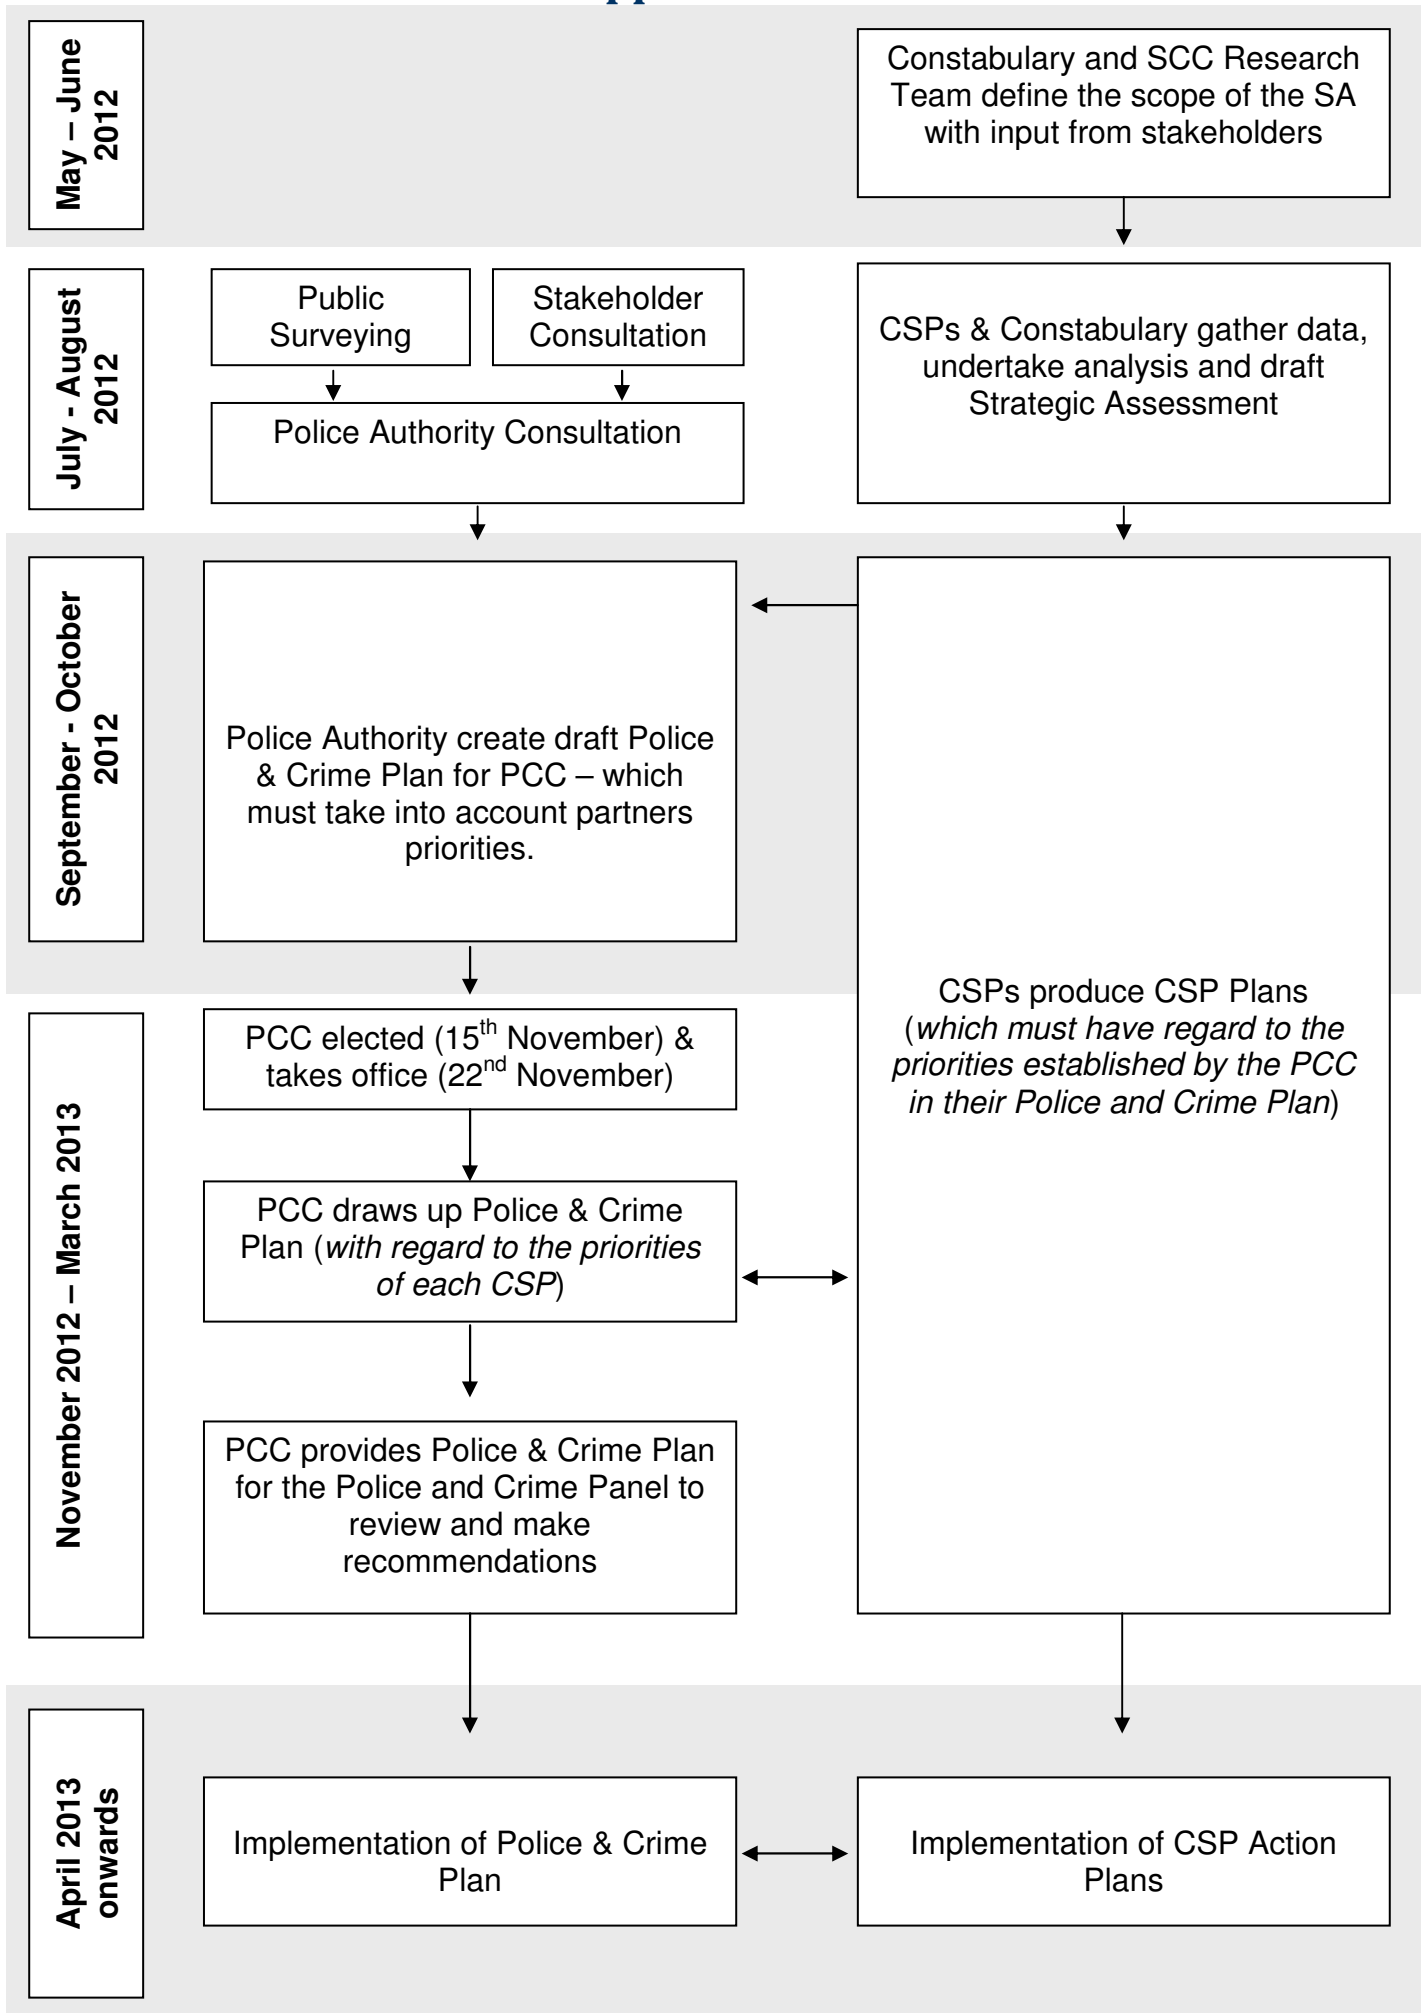 May – June
2012
Constabulary and SCC Research
Team define the scope of the SA
with input from stakeholders
July - August
2012
Public
Surveying
Stakeholder
Consultation
Police Authority Consultation
CSPs & Constabulary gather data,
undertake analysis and draft
Strategic Assessment
September - October
2012
Police Authority create draft Police
& Crime Plan for PCC – which
must take into account partners
priorities.
CSPs produce CSP Plans
(which must have regard to the
priorities established by the PCC
in their Police and Crime Plan)
November 2012 – March 2013
PCC elected (15th November) &
takes office (22nd November)
PCC draws up Police & Crime
Plan (with regard to the priorities
of each CSP)
PCC provides Police & Crime Plan
for the Police and Crime Panel to
review and make
recommendations
April 2013
onwards
Implementation of Police & Crime
Plan
Implementation of CSP Action
Plans